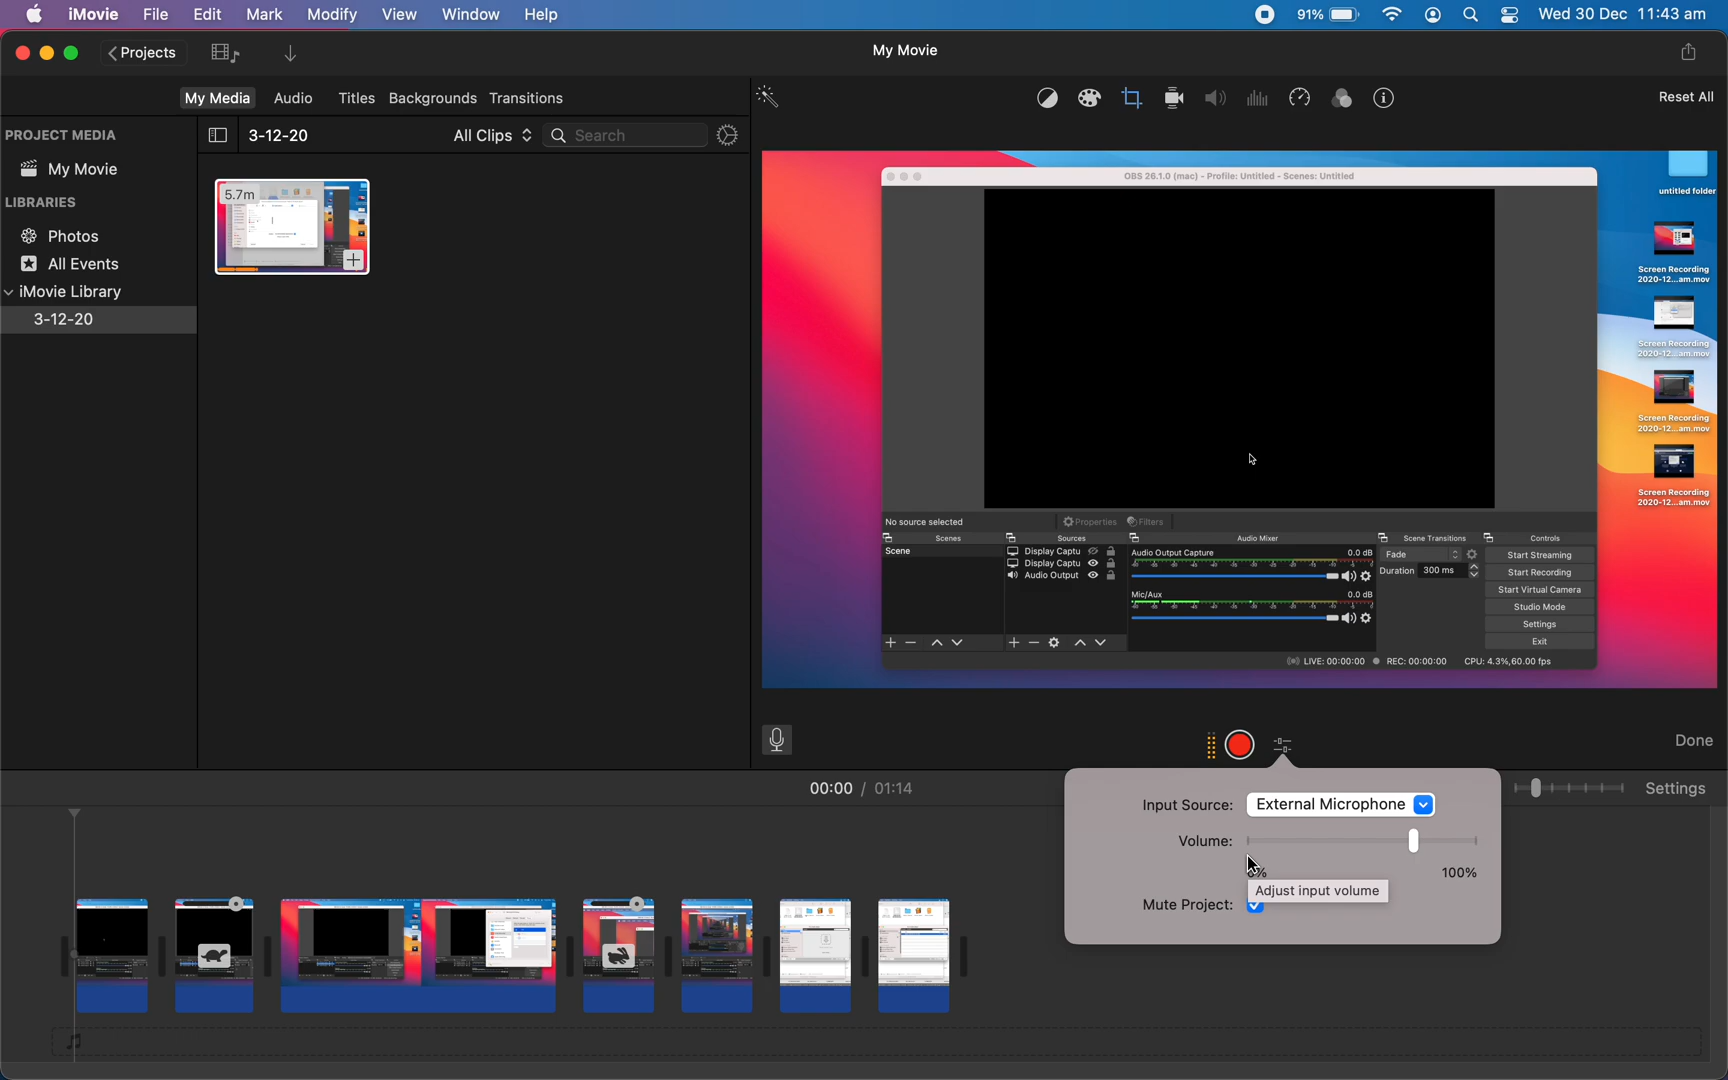 iMovie File Edit Mark Modify View Window Help 91% Wed 30 Dec 11:43 am
Projects My Movie
My Media Audio Titles Backgrounds Transitions Reset All
PROJECT MEDIA 3-12-20 All Clips Search
My Movie
LIBRARIES
Photos
All Events
iMovie Library
3-12-20
5.7m
OBS 26.1.0 (mac) - Profile: Untitled - Scenes: Untitled
untitled folder
Screen Recording
2020-12...am.mov
Screen Recording
2020-12...am.mov
Screen Recording
2020-12...am.mov
Screen Recording
2020-12...am.mov
No source selected Properties Filters
Scenes Sources Audio Mixer Scene Transitions Controls
Scene
Display Captu
Display Captu
Audio Output
Audio Output Capture 0.0 dB
Mic/Aux 0.0 dB
Fade
Duration 300 ms
Start Streaming
Start Recording
Start Virtual Camera
Studio Mode
Settings
Exit
LIVE: 00:00:00 REC: 00:00:00 CPU: 4.3%,60.00 fps
Done
00:00 / 01:14 Settings
Input Source: External Microphone
Volume:
100%
Adjust input volume
Mute Project: